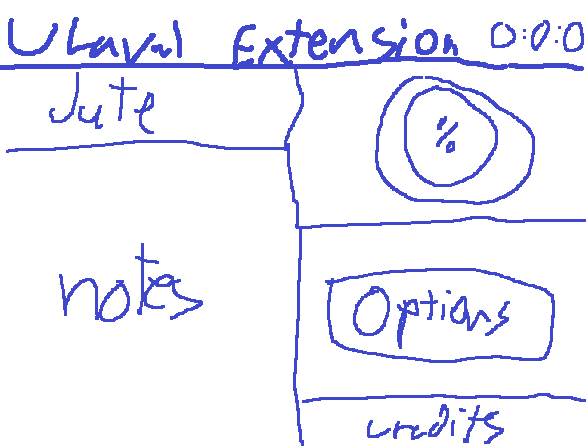 ULaval Extension 0:0:0
Jute
%
notes
Options
credits